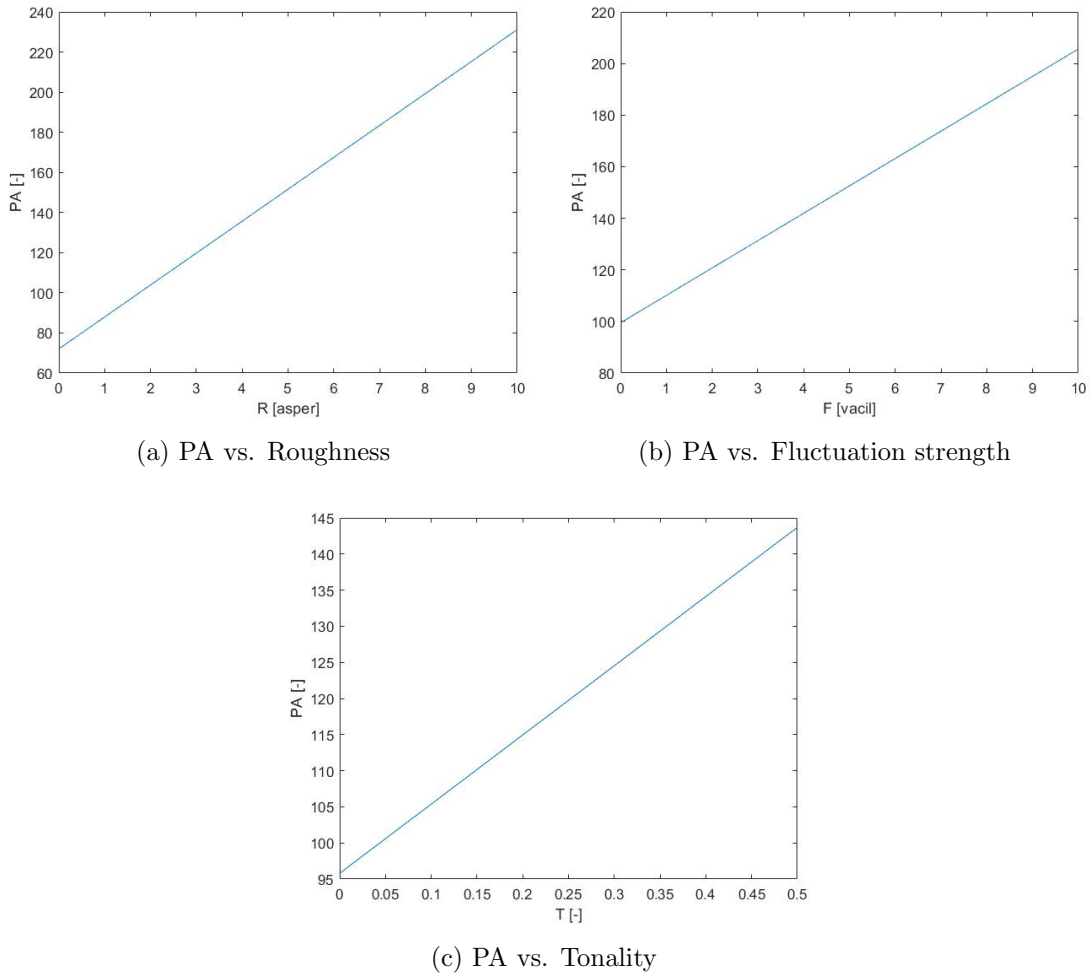 240
220
200
180
160
140
120
100
80
60
PA [-]
0 1 2 3 4 5 6 7 8 9 10
R [asper]
(a) PA vs. Roughness
220
200
180
160
140
120
100
80
PA [-]
0 1 2 3 4 5 6 7 8 9 10
F [vacil]
(b) PA vs. Fluctuation strength
145
140
135
130
125
120
115
110
105
100
95
PA [-]
0 0.05 0.1 0.15 0.2 0.25 0.3 0.35 0.4 0.45 0.5
T [-]
(c) PA vs. Tonality